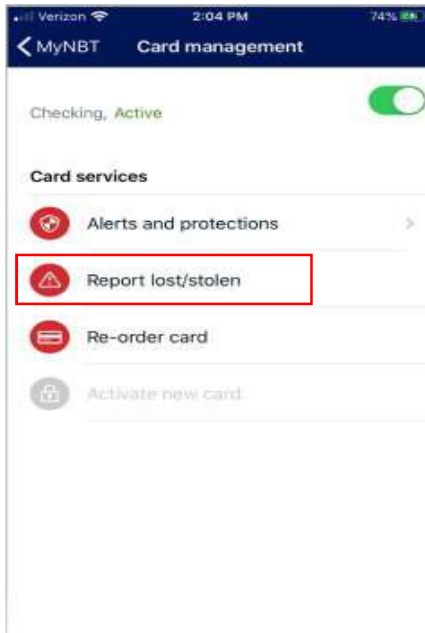 Verizon 2:04 PM 74%
MyNBT Card management
Checking, Active
Card services
Alerts and protections
Report lost/stolen
Re-order card
Activate new card